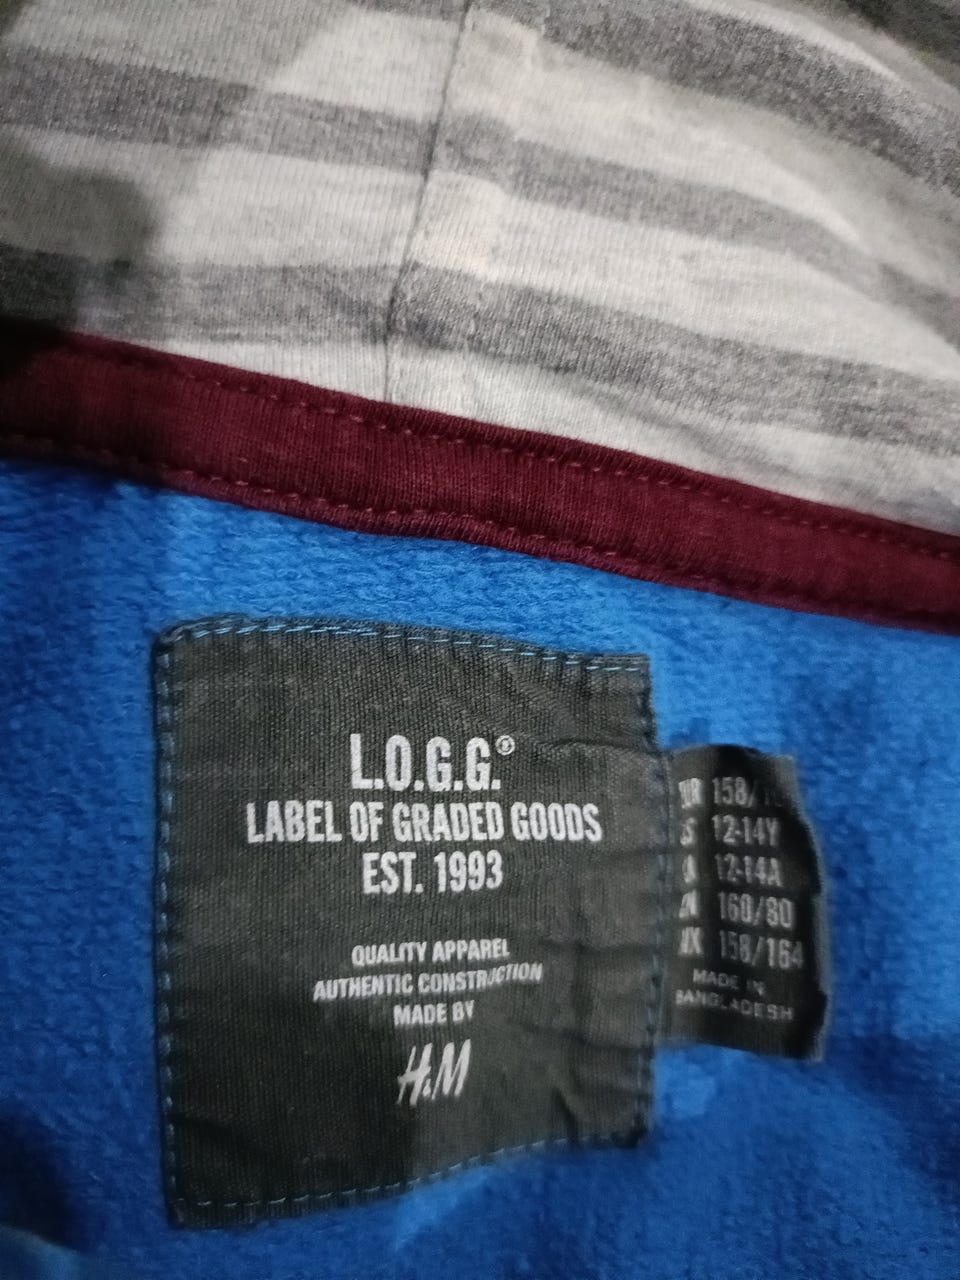 L.O.G.G.®
LABEL OF GRADED GOODS
EST. 1993
QUALITY APPAREL
AUTHENTIC CONSTRUCTION
MADE BY
H&M
158/
12-14Y
12-14A
160/80
158/164
MADE IN
BANGLADESH